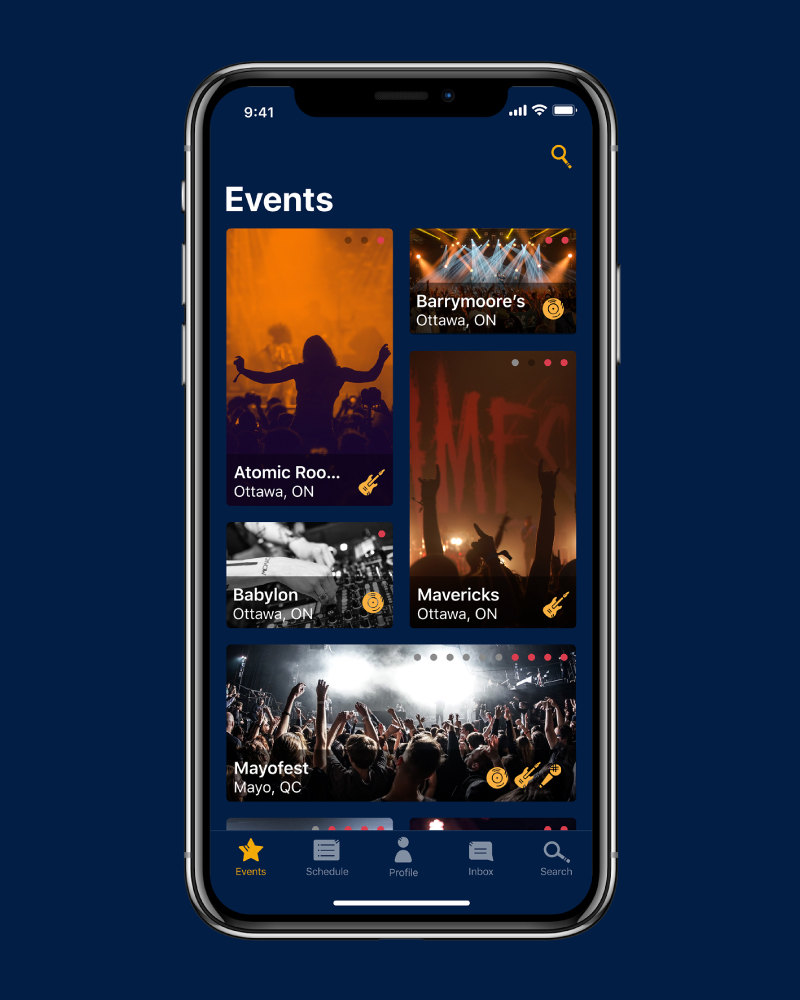 9:41
Events
Barrymoore’s
Ottawa, ON
Atomic Roo...
Ottawa, ON
Babylon
Ottawa, ON
Mavericks
Ottawa, ON
Mayofest
Mayo, QC
Events
Schedule
Profile
Inbox
Search